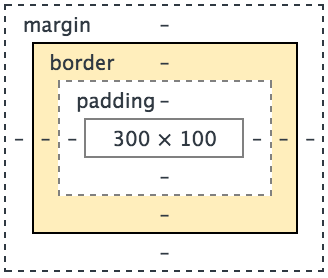 margin –
border –
padding –
– – – 300 × 100 – – –
–
–
–